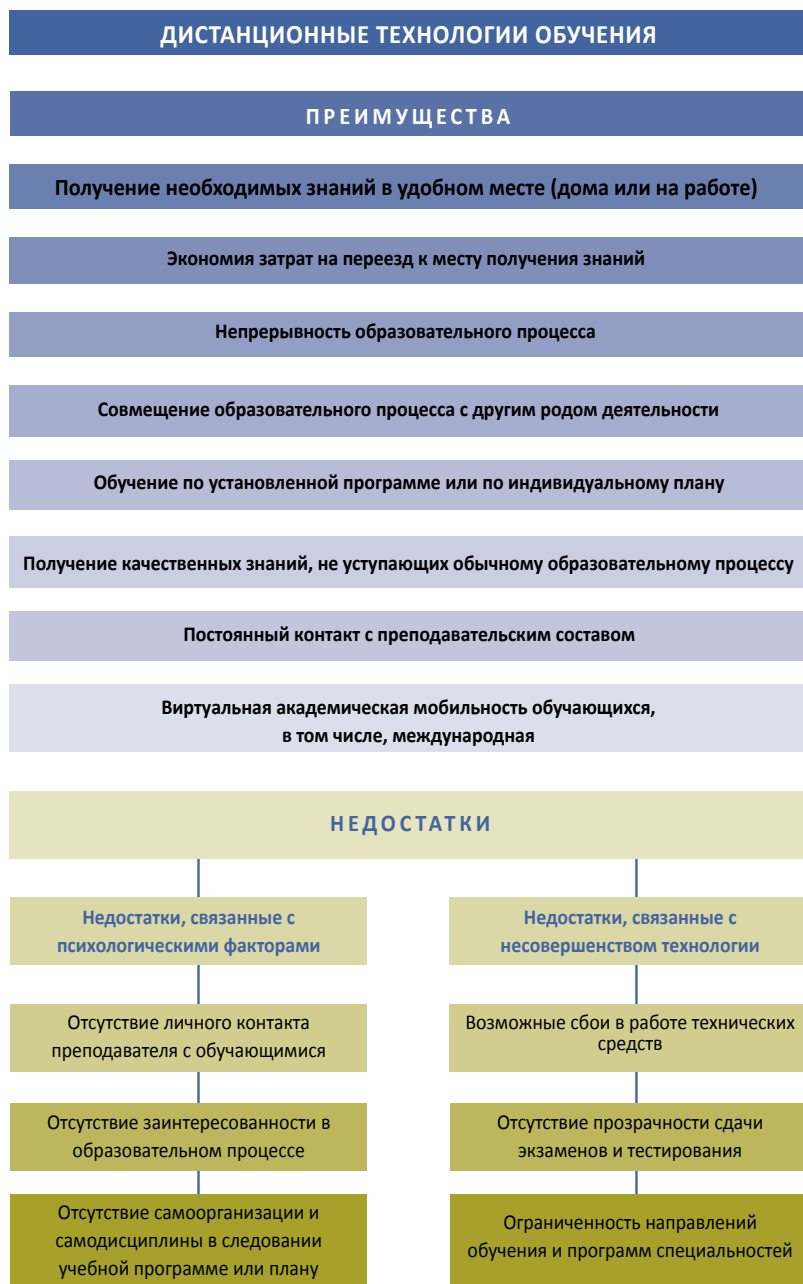 ДИСТАНЦИОННЫЕ ТЕХНОЛОГИИ ОБУЧЕНИЯ
ПРЕИМУЩЕСТВА
Получение необходимых знаний в удобном месте (дома или на работе)
Экономия затрат на переезд к месту получения знаний
Непрерывность образовательного процесса
Совмещение образовательного процесса с другим родом деятельности
Обучение по установленной программе или по индивидуальному плану
Получение качественных знаний, не уступающих обычному образовательному процессу
Постоянный контакт с преподавательским составом
Виртуальная академическая мобильность обучающихся,
в том числе, международная
НЕДОСТАТКИ
Недостатки, связанные с
психологическими факторами
Отсутствие личного контакта
преподавателя с обучающимися
Отсутствие заинтересованности в
образовательном процессе
Отсутствие самоорганизации и
самодисциплины в следовании
учебной программе или плану
Недостатки, связанные с
несовершенством технологии
Возможные сбои в работе технических
средств
Отсутствие прозрачности сдачи
экзаменов и тестирования
Ограниченность направлений
обучения и программ специальностей